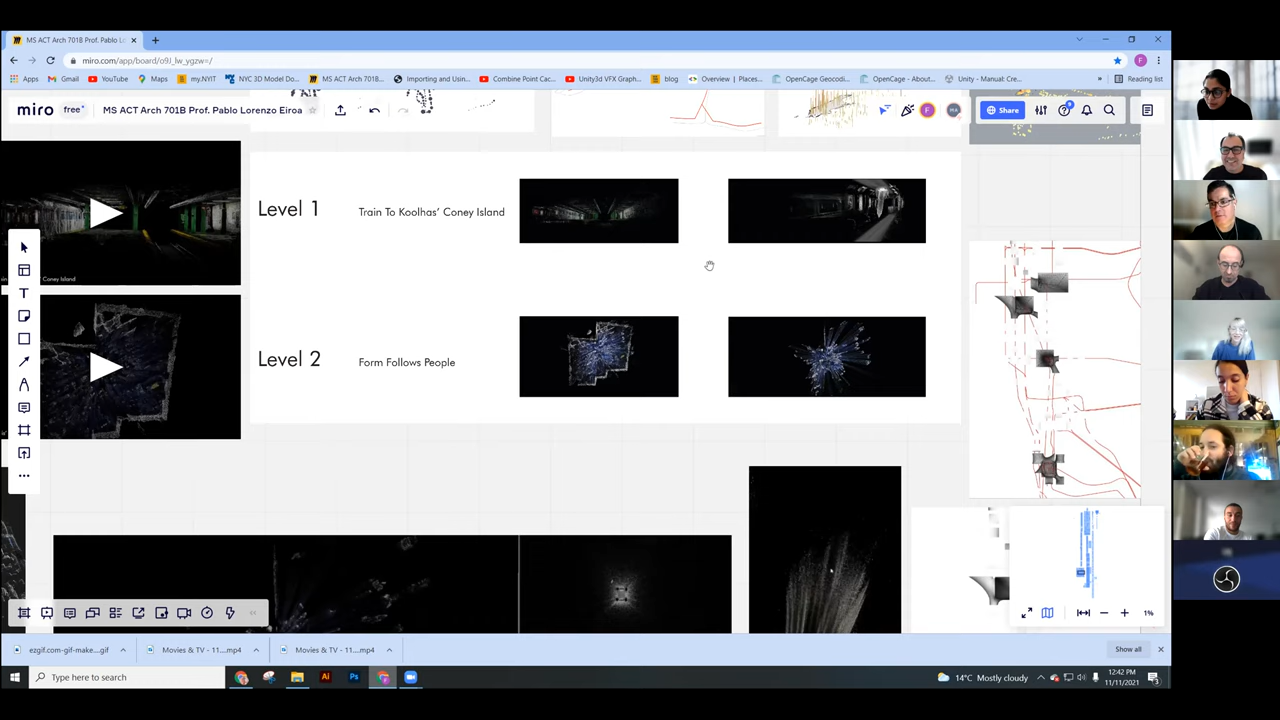 MS ACT Arch 701B Prof. Pablo Lo
miro.com/app/board/o9J_lw_ygzw=/
Apps
Gmail
YouTube
Maps
my.NYIT
NYC 3D Model Do...
MS ACT Arch 701B...
Importing and Usin...
Combine Point Cac...
Unity3d VFX Graph...
blog
Overview | Places...
OpenCage Geocodi...
OpenCage - About...
Unity - Manual: Cre...
»
Reading list
miro
free
MS ACT Arch 701B Prof. Pablo Lorenzo Eiroa
Share
Level 1
Train To Koolhas' Coney Island
in To Koolhas' Coney Island
Level 2
Form Follows People
1%
ezgif.com-gif-make....gif
Movies & TV - 11....mp4
Movies & TV - 11....mp4
Show all
Type here to search
14°C Mostly cloudy
12:42 PM
11/11/2021